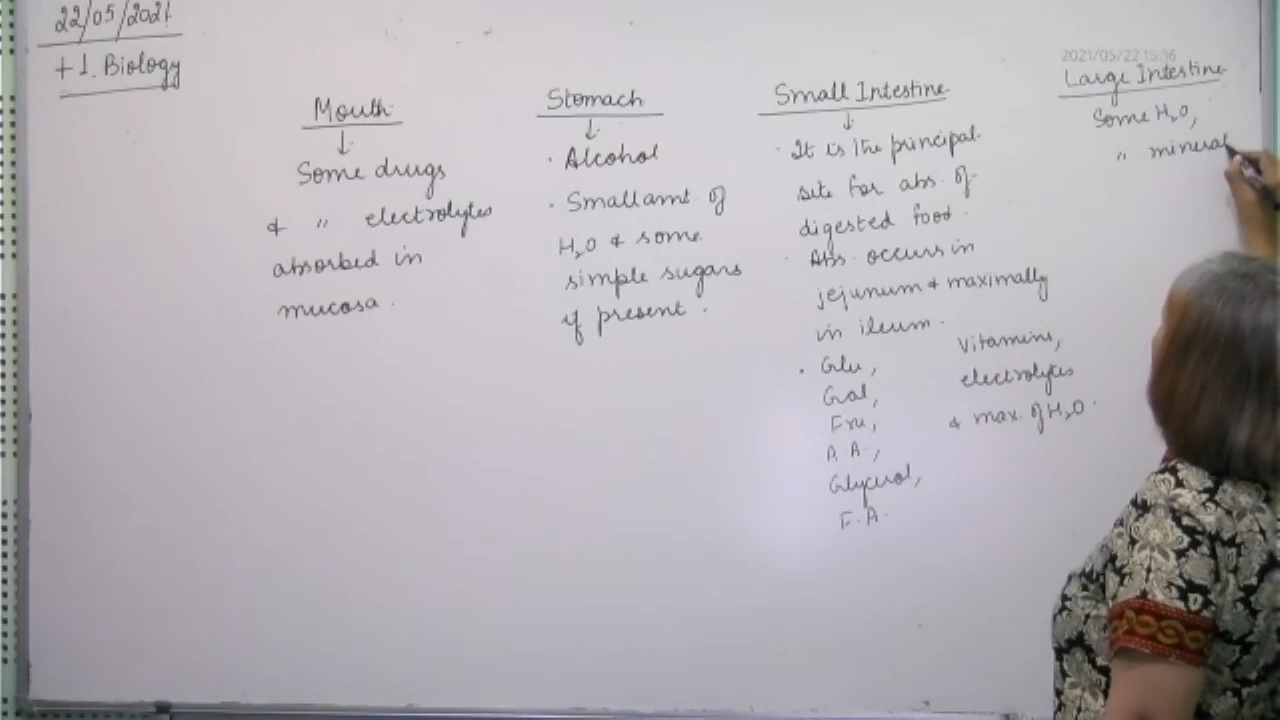 22/05/2021
+1. Biology
Mouth
Some drugs
& " electrolytes
absorbed in
mucosa.
Stomach
· Alcohol
· Small amt of
H₂O & some
simple sugars
if present.
Small Intestine
· It is the principal
site for abs. of
digested food.
· Abs. occurs in
jejunum & maximally
in ileum.
· Glu,
Gal,
Fru,
A.A.,
Glycerol,
F.A.
Vitamins,
electrolytes
& max. of H₂O.
2021/05/22 15:16
Large Intestine
Some H₂O,
" mineral